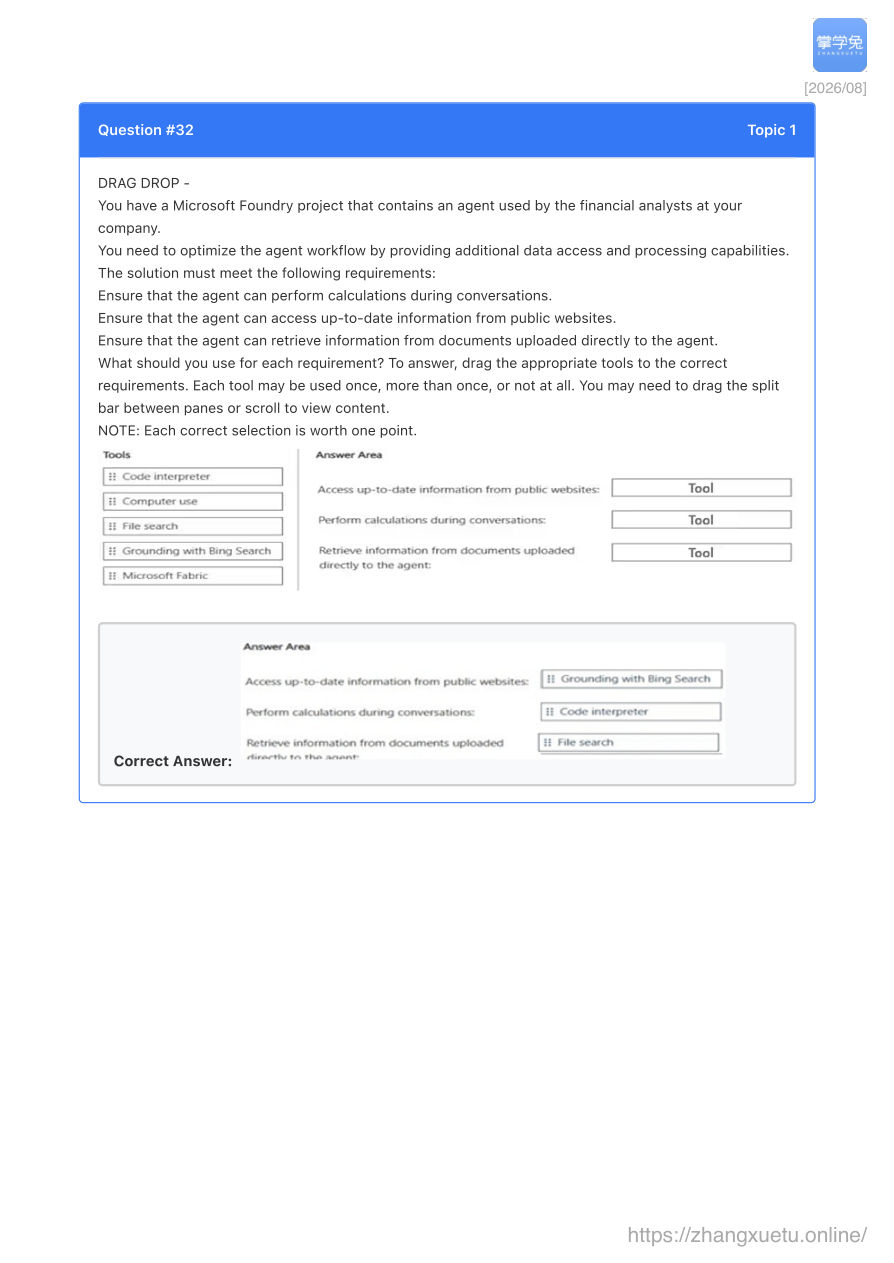 掌学兔
ZHANGXUETU
[2026/08]
Question #32
Topic 1
DRAG DROP -
You have a Microsoft Foundry project that contains an agent used by the financial analysts at your
company.
You need to optimize the agent workflow by providing additional data access and processing capabilities.
The solution must meet the following requirements:
Ensure that the agent can perform calculations during conversations.
Ensure that the agent can access up-to-date information from public websites.
Ensure that the agent can retrieve information from documents uploaded directly to the agent.
What should you use for each requirement? To answer, drag the appropriate tools to the correct
requirements. Each tool may be used once, more than once, or not at all. You may need to drag the split
bar between panes or scroll to view content.
NOTE: Each correct selection is worth one point.
Tools
Code interpreter
Computer use
File search
Grounding with Bing Search
Microsoft Fabric
Answer Area
Access up-to-date information from public websites:
Tool
Perform calculations during conversations:
Tool
Retrieve information from documents uploaded
directly to the agent:
Tool
Answer Area
Access up-to-date information from public websites:
Grounding with Bing Search
Perform calculations during conversations:
Code interpreter
Retrieve information from documents uploaded
directly to the agent:
File search
Correct Answer:
https://zhangxuetu.online/